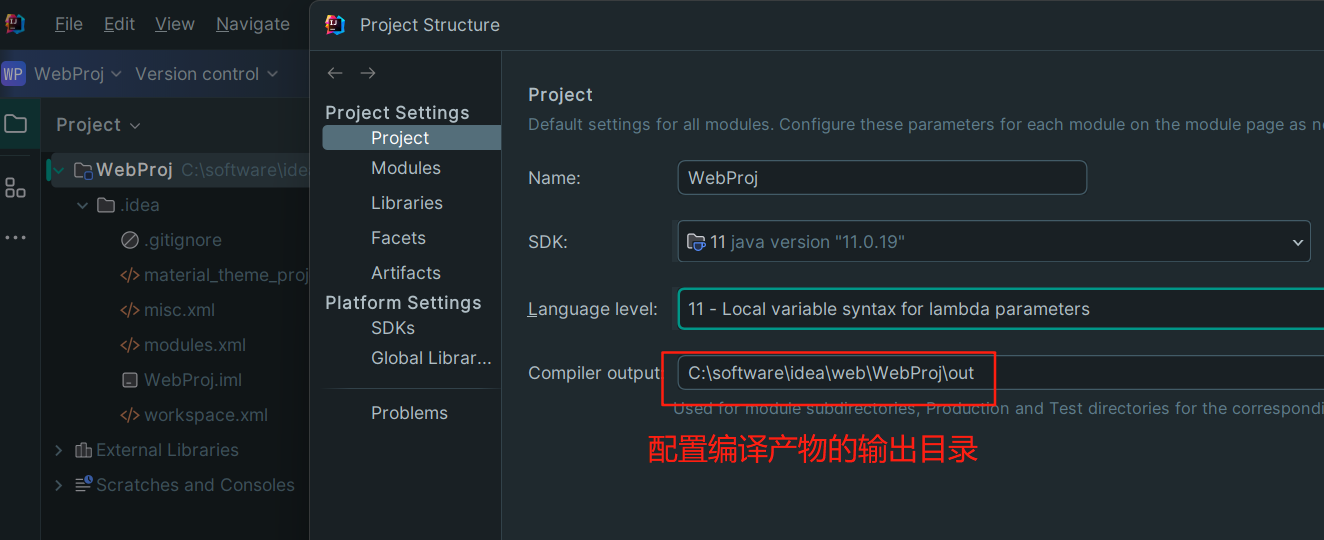 File Edit View Navigate
Project Structure
WP WebProj Version control
Project
WebProj C:\software\idea
.idea
.gitignore
material_theme_proj
misc.xml
modules.xml
WebProj.iml
workspace.xml
External Libraries
Scratches and Consoles
Project Settings
Project
Modules
Libraries
Facets
Artifacts
Platform Settings
SDKs
Global Librar...
Problems
Project
Default settings for all modules. Configure these parameters for each module on the module page as
Name: WebProj
SDK: 11 java version "11.0.19"
Language level: 11 - Local variable syntax for lambda parameters
Compiler output C:\software\idea\web\WebProj\out
Used for module subdirectories, Production and Test directories for the correspondi
配置编译产物的输出目录